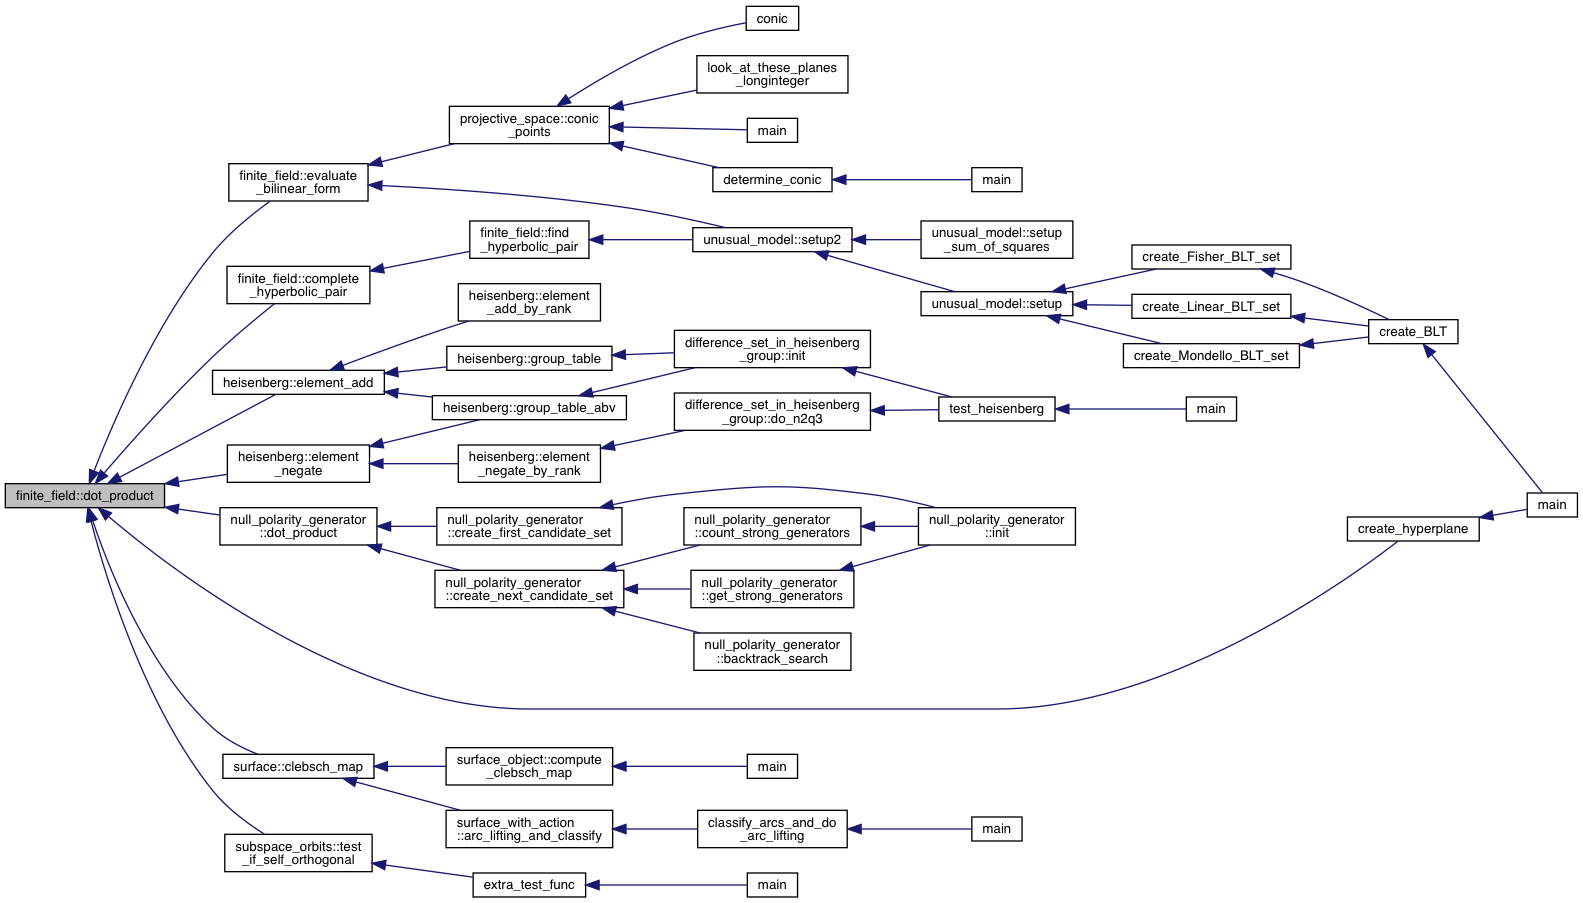 conic
look_at_these_planes
_longinteger
projective_space::conic
_points
main
finite_field::evaluate
_bilinear_form
determine_conic
main
finite_field::find
_hyperbolic_pair
unusual_model::setup2
unusual_model::setup
_sum_of_squares
create_Fisher_BLT_set
finite_field::complete
_hyperbolic_pair
heisenberg::element
_add_by_rank
unusual_model::setup
create_Linear_BLT_set
create_BLT
create_Mondello_BLT_set
heisenberg::group_table
difference_set_in_heisenberg
_group::init
heisenberg::element_add
heisenberg::group_table_abv
difference_set_in_heisenberg
_group::do_n2q3
test_heisenberg
main
heisenberg::element
_negate
heisenberg::element
_negate_by_rank
finite_field::dot_product
null_polarity_generator
::dot_product
null_polarity_generator
::create_first_candidate_set
null_polarity_generator
::count_strong_generators
null_polarity_generator
::init
main
create_hyperplane
null_polarity_generator
::create_next_candidate_set
null_polarity_generator
::get_strong_generators
null_polarity_generator
::backtrack_search
surface::clebsch_map
surface_object::compute
_clebsch_map
main
surface_with_action
::arc_lifting_and_classify
classify_arcs_and_do
_arc_lifting
main
subspace_orbits::test
_if_self_orthogonal
extra_test_func
main